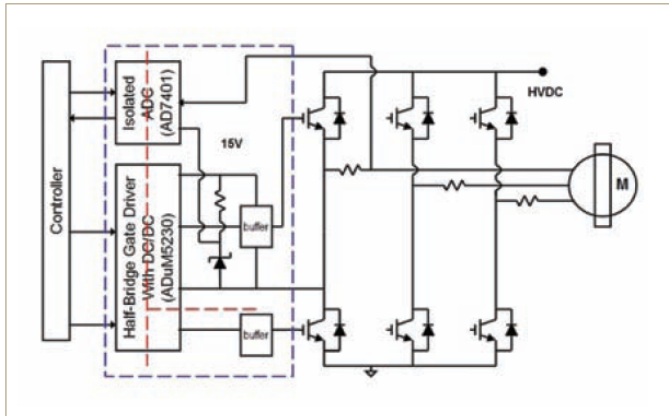 Controller
Isolated
ADC
(AD7401)
15V
Half-Bridge Gate Driver
With DC/DC
(ADuM5230)
buffer
buffer
HVDC
M